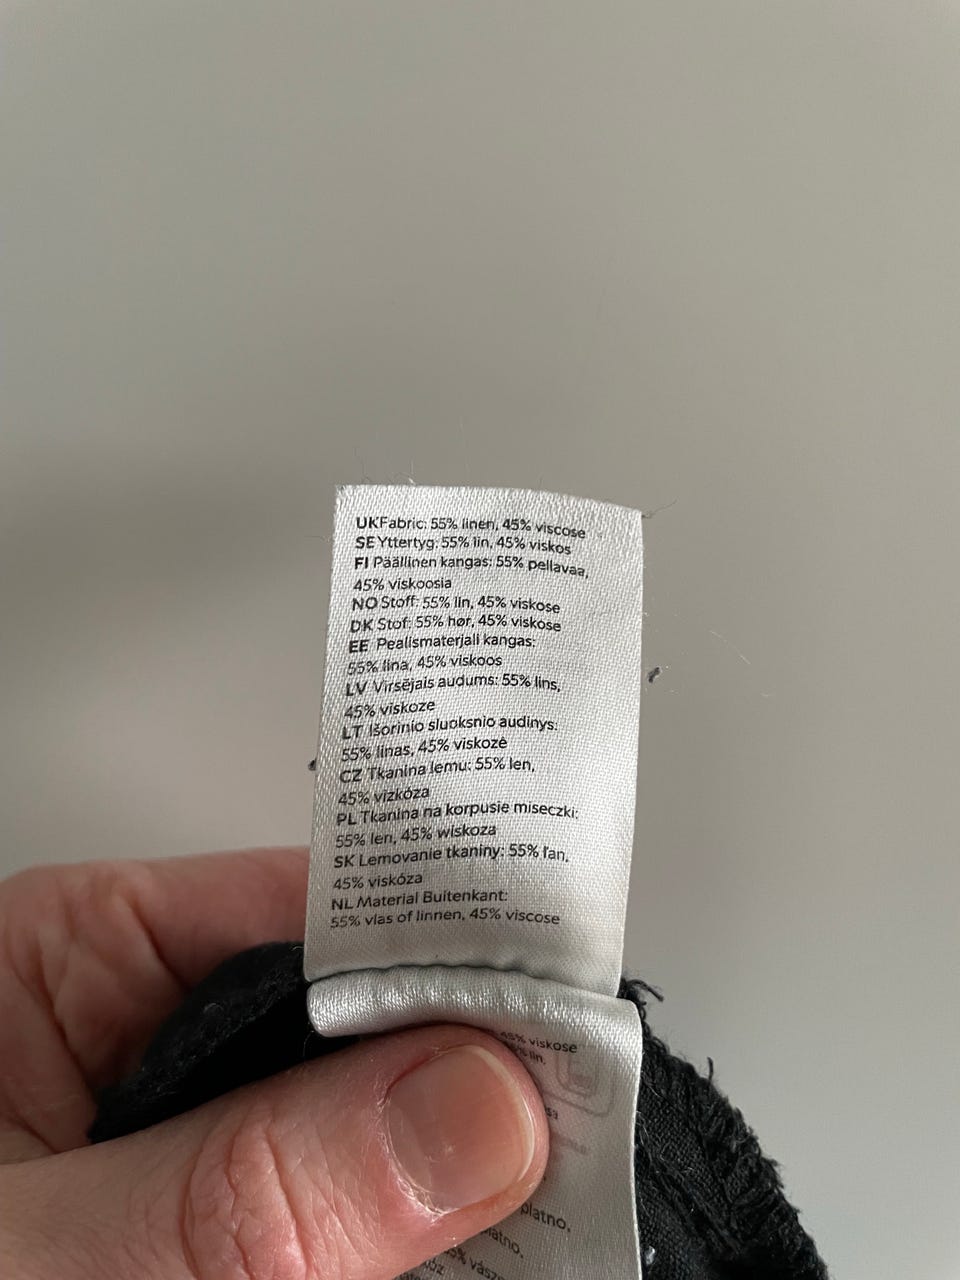 UKFabric: 55% linen, 45% viscose
SE Yttertyg: 55% lin, 45% viskos
FI Päällinen kangas: 55% pellavaa,
45% viskoosia
NO Stoff: 55% lin, 45% viskose
DK Stof: 55% hør, 45% viskose
EE Pealismaterjali kangas:
55% lina, 45% viskoos
LV Virsējais audums: 55% lins,
45% viskoze
LT Išorinio sluoksnio audinys:
55% linas, 45% viskozė
CZ Tkanina lemu: 55% len,
45% vizkóza
PL Tkanina na korpusie miseczki:
55% len, 45% wiskoza
SK Lemovanie tkaniny: 55% ľan,
45% viskóza
NL Material Buitenkant:
55% vlas of linnen, 45% viscose
45% viskose
lin,
platno,